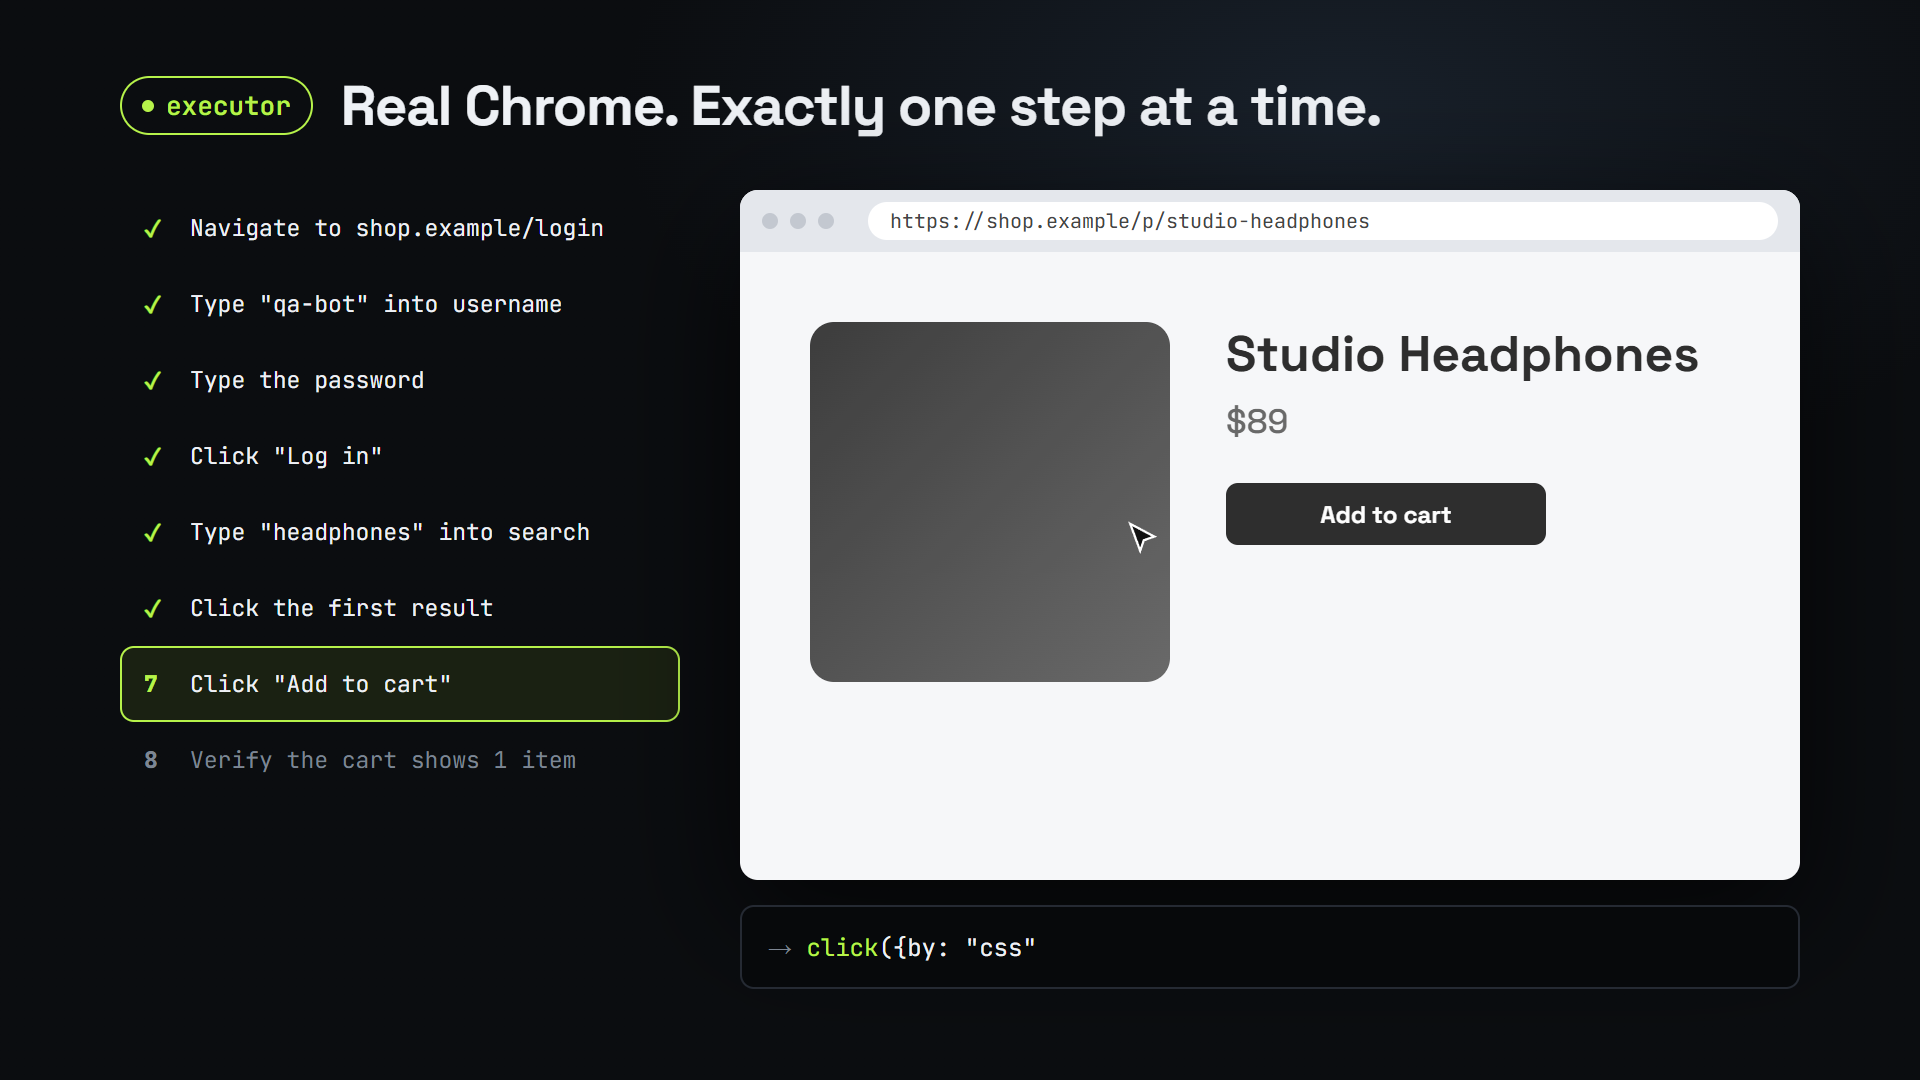 executor
Real Chrome. Exactly one step at a time.
✓ Navigate to shop.example/login
✓ Type "qa-bot" into username
✓ Type the password
✓ Click "Log in"
✓ Type "headphones" into search
✓ Click the first result
7 Click "Add to cart"
8 Verify the cart shows 1 item
https://shop.example/p/studio-headphones
Studio Headphones
$89
Add to cart
→ click({by: "css"